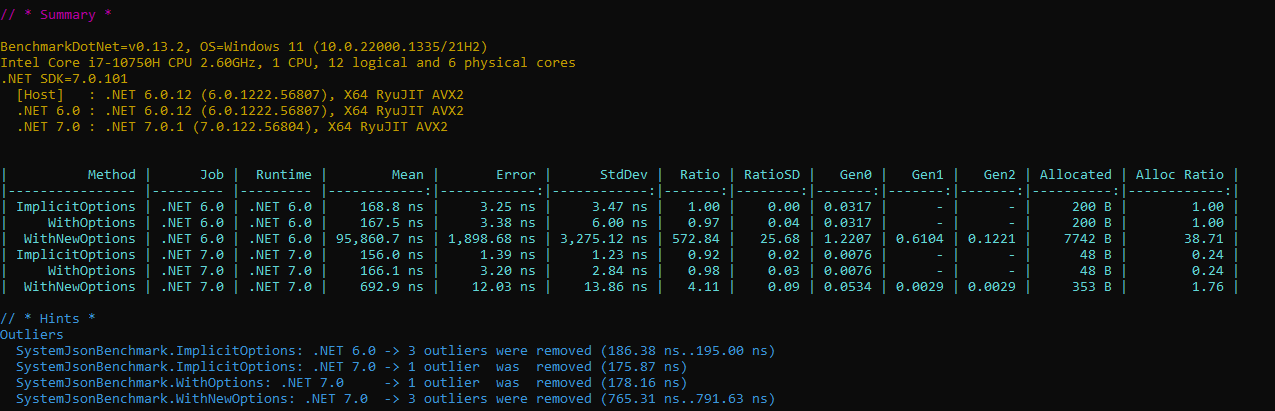 // * Summary *

BenchmarkDotNet=v0.13.2, OS=Windows 11 (10.0.22000.1335/21H2)
Intel Core i7-10750H CPU 2.60GHz, 1 CPU, 12 logical and 6 physical cores
.NET SDK=7.0.101
  [Host]   : .NET 6.0.12 (6.0.1222.56807), X64 RyuJIT AVX2
  .NET 6.0 : .NET 6.0.12 (6.0.1222.56807), X64 RyuJIT AVX2
  .NET 7.0 : .NET 7.0.1 (7.0.122.56804), X64 RyuJIT AVX2

|          Method |      Job |  Runtime |        Mean |       Error |      StdDev |  Ratio | RatioSD |   Gen0 |   Gen1 |   Gen2 | Allocated | Alloc Ratio |
|---------------- |--------- |--------- |------------:|------------:|------------:|-------:|--------:|-------:|-------:|-------:|----------:|------------:|
| ImplicitOptions | .NET 6.0 | .NET 6.0 |    168.8 ns |     3.25 ns |     3.47 ns |   1.00 |    0.00 | 0.0317 |      - |      - |     200 B |        1.00 |
|     WithOptions | .NET 6.0 | .NET 6.0 |    167.5 ns |     3.38 ns |     6.00 ns |   0.97 |    0.04 | 0.0317 |      - |      - |     200 B |        1.00 |
|  WithNewOptions | .NET 6.0 | .NET 6.0 | 95,860.7 ns | 1,898.68 ns | 3,275.12 ns | 572.84 |   25.68 | 1.2207 | 0.6104 | 0.1221 |    7742 B |       38.71 |
| ImplicitOptions | .NET 7.0 | .NET 7.0 |    156.0 ns |     1.39 ns |     1.23 ns |   0.92 |    0.02 | 0.0076 |      - |      - |      48 B |        0.24 |
|     WithOptions | .NET 7.0 | .NET 7.0 |    166.1 ns |     3.20 ns |     2.84 ns |   0.98 |    0.03 | 0.0076 |      - |      - |      48 B |        0.24 |
|  WithNewOptions | .NET 7.0 | .NET 7.0 |    692.9 ns |    12.03 ns |    13.86 ns |   4.11 |    0.09 | 0.0534 | 0.0029 | 0.0029 |     353 B |        1.76 |

// * Hints *
Outliers
  SystemJsonBenchmark.ImplicitOptions: .NET 6.0 -> 3 outliers were removed (186.38 ns..195.00 ns)
  SystemJsonBenchmark.ImplicitOptions: .NET 7.0 -> 1 outlier  was  removed (175.87 ns)
  SystemJsonBenchmark.WithOptions: .NET 7.0     -> 1 outlier  was  removed (178.16 ns)
  SystemJsonBenchmark.WithNewOptions: .NET 7.0  -> 3 outliers were removed (765.31 ns..791.63 ns)